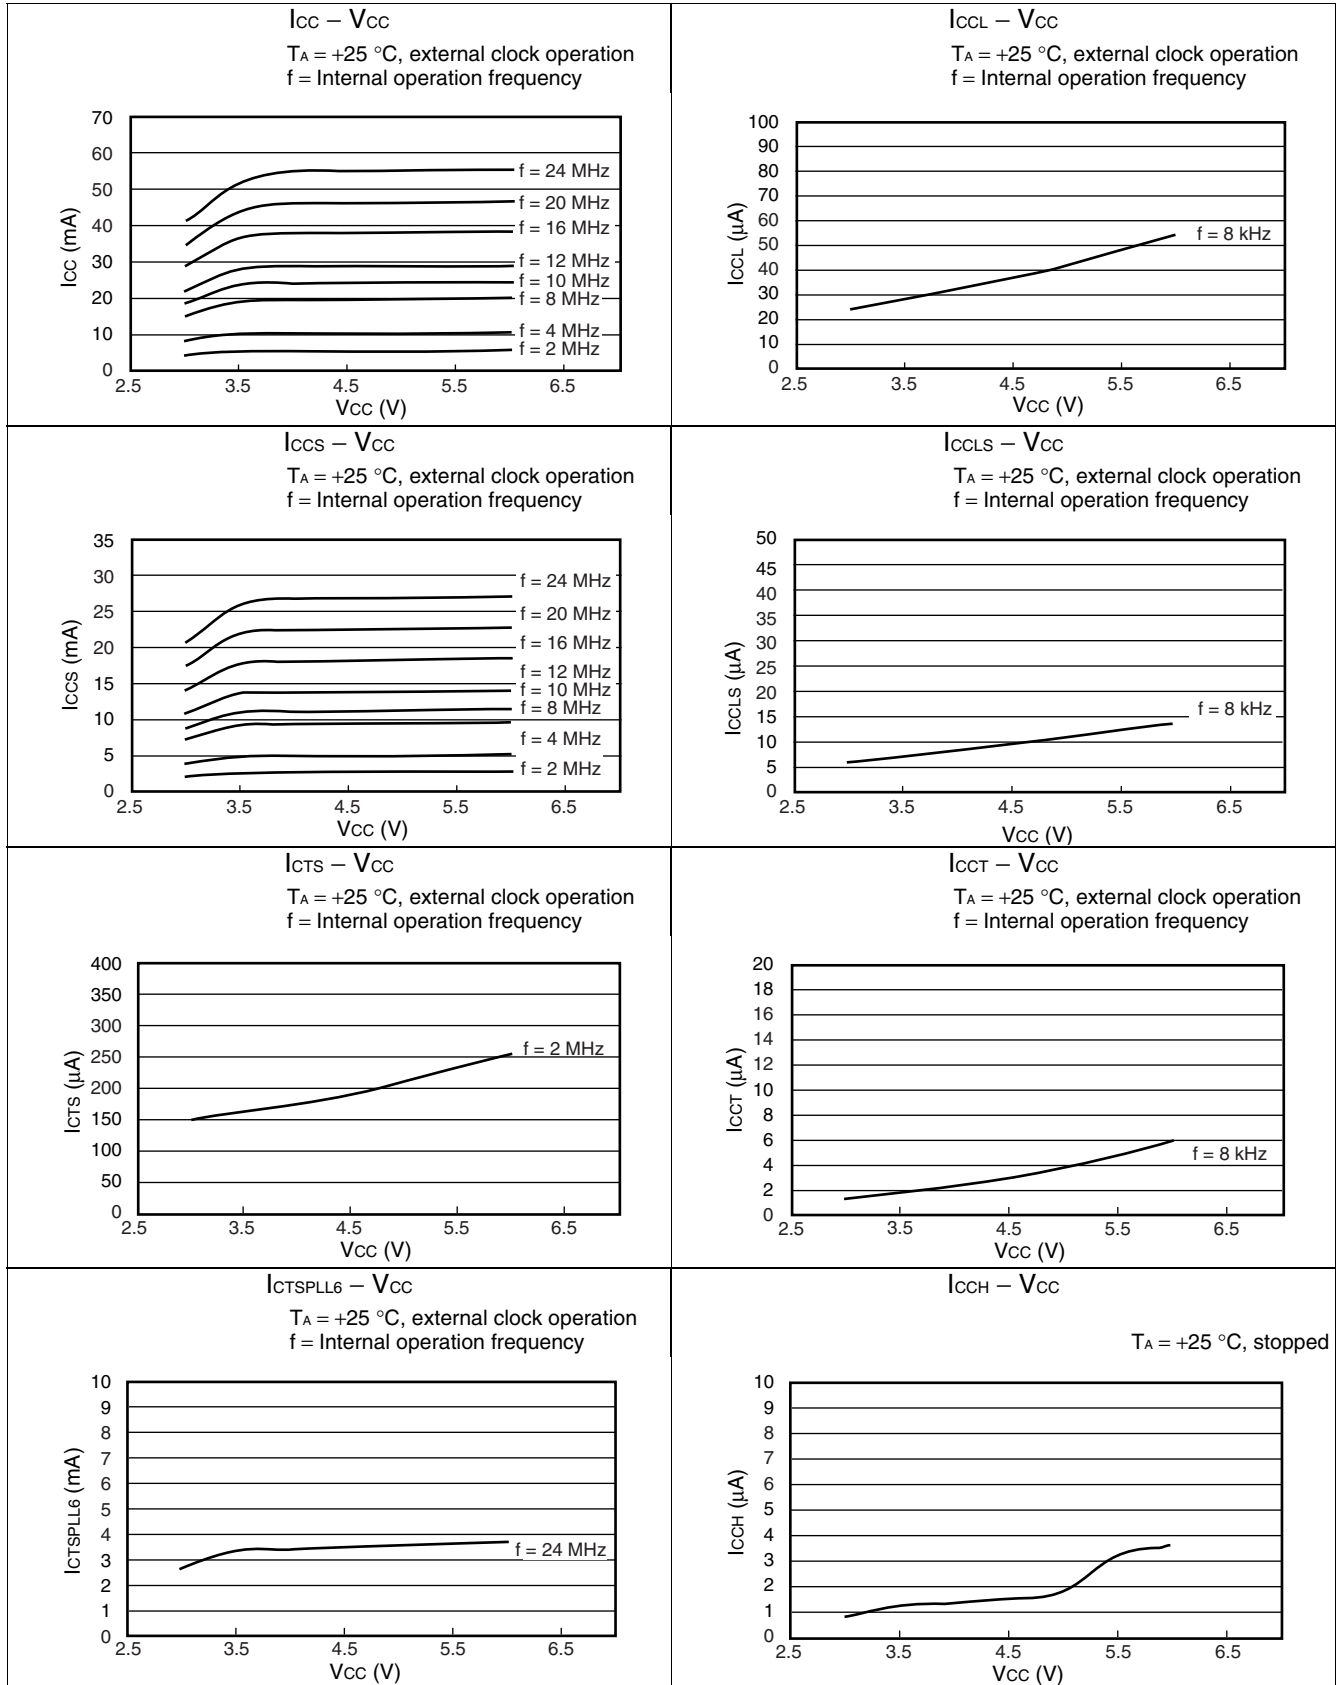 ICC – VCC
TA = +25 °C, external clock operation
f = Internal operation frequency
70
60
50
40
30
20
10
0
ICC (mA)
f = 24 MHz
f = 20 MHz
f = 16 MHz
f = 12 MHz
f = 10 MHz
f = 8 MHz
f = 4 MHz
f = 2 MHz
2.5 3.5 4.5 5.5 6.5
VCC (V)
ICCL – VCC
TA = +25 °C, external clock operation
f = Internal operation frequency
100
90
80
70
60
50
40
30
20
10
0
ICCL (µA)
f = 8 kHz
2.5 3.5 4.5 5.5 6.5
VCC (V)
ICCS – VCC
TA = +25 °C, external clock operation
f = Internal operation frequency
35
30
25
20
15
10
5
0
ICCS (mA)
f = 24 MHz
f = 20 MHz
f = 16 MHz
f = 12 MHz
f = 10 MHz
f = 8 MHz
f = 4 MHz
f = 2 MHz
2.5 3.5 4.5 5.5 6.5
VCC (V)
ICCLS – VCC
TA = +25 °C, external clock operation
f = Internal operation frequency
50
45
40
35
30
25
20
15
10
5
0
ICCLS (µA)
f = 8 kHz
2.5 3.5 4.5 5.5 6.5
VCC (V)
ICTS – VCC
TA = +25 °C, external clock operation
f = Internal operation frequency
400
350
300
250
200
150
100
50
0
ICTS (µA)
f = 2 MHz
2.5 3.5 4.5 5.5 6.5
VCC (V)
ICCT – VCC
TA = +25 °C, external clock operation
f = Internal operation frequency
20
18
16
14
12
10
8
6
4
2
0
ICCT (µA)
f = 8 kHz
2.5 3.5 4.5 5.5 6.5
VCC (V)
ICTSPLL6 – VCC
TA = +25 °C, external clock operation
f = Internal operation frequency
10
9
8
7
6
5
4
3
2
1
0
ICTSPLL6 (mA)
f = 24 MHz
2.5 3.5 4.5 5.5 6.5
VCC (V)
ICCH – VCC
TA = +25 °C, stopped
10
9
8
7
6
5
4
3
2
1
0
ICCH (µA)
2.5 3.5 4.5 5.5 6.5
VCC (V)